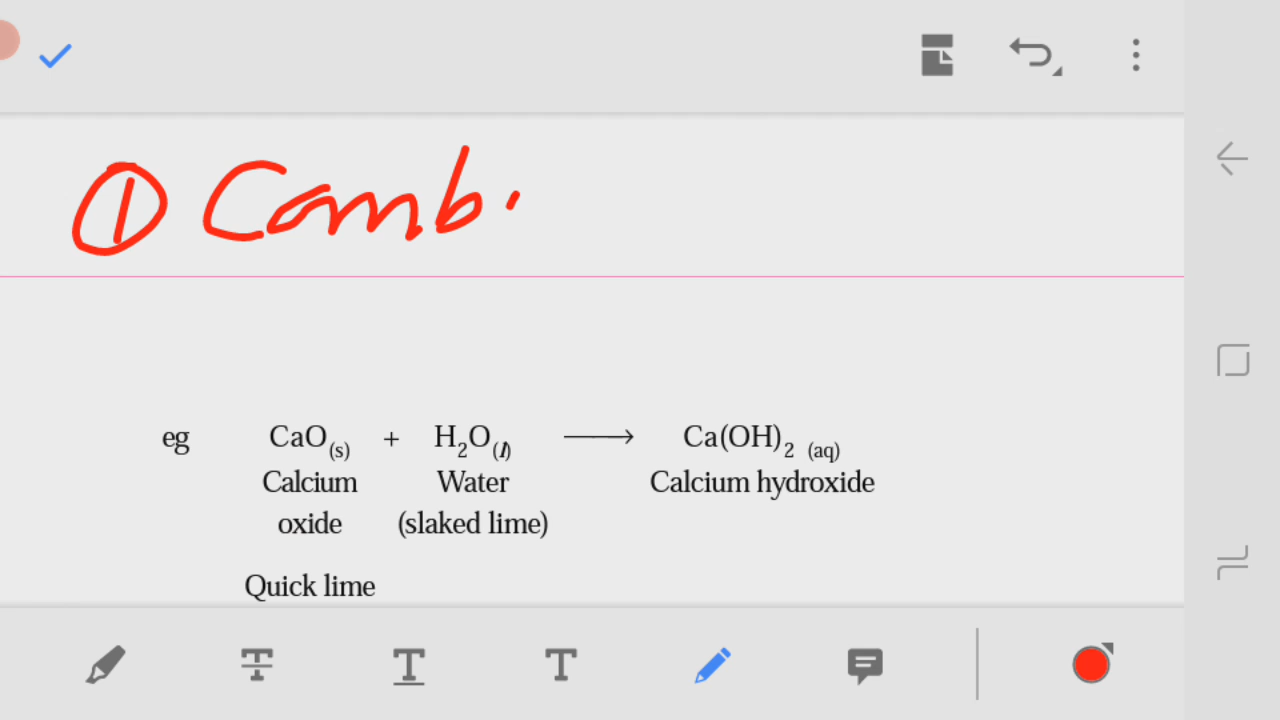 ① Comb.
eg CaO(s) + H₂O(l) ⟶ Ca(OH)₂ (aq)
Calcium Water Calcium hydroxide
oxide (slaked lime)
Quick lime